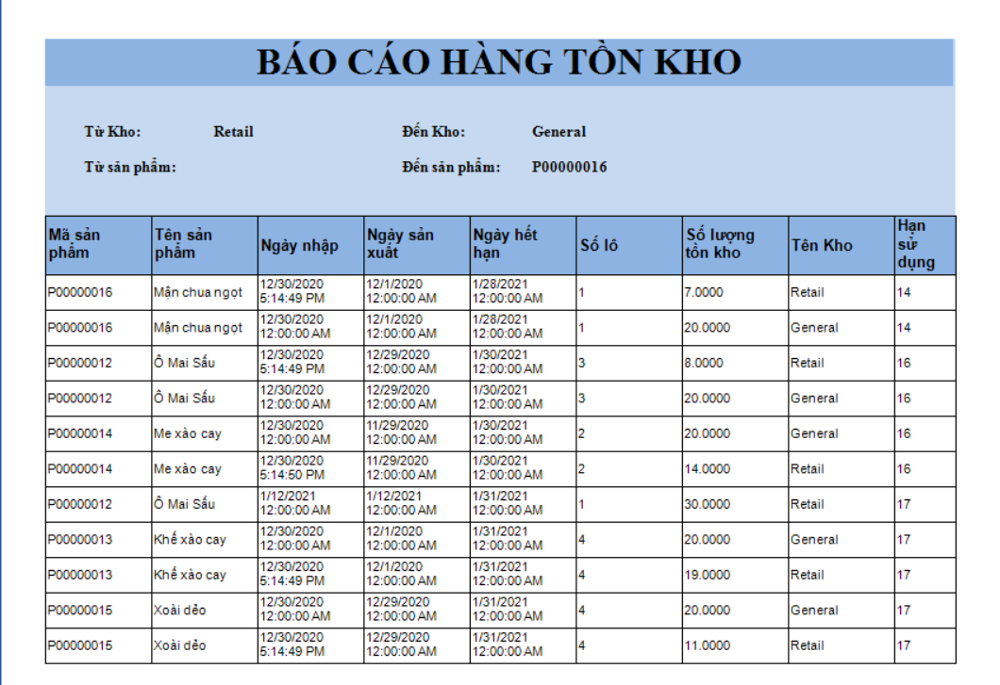 BÁO CÁO HÀNG TỒN KHO
Từ Kho: Retail Đến Kho: General
Từ sản phẩm: Đến sản phẩm: P00000016
Mã sản phẩm Tên sản phẩm Ngày nhập Ngày sản xuất Ngày hết hạn Số lô Số lượng tồn kho Tên Kho Hạn sử dụng
P00000016 Mận chua ngọt 12/30/2020 5:14:49 PM 12/1/2020 12:00:00 AM 1/28/2021 12:00:00 AM 1 7.0000 Retail 14
P00000016 Mận chua ngọt 12/30/2020 12:00:00 AM 12/1/2020 12:00:00 AM 1/28/2021 12:00:00 AM 1 20.0000 General 14
P00000012 Ô Mai Sấu 12/30/2020 5:14:49 PM 12/29/2020 12:00:00 AM 1/30/2021 12:00:00 AM 3 8.0000 Retail 16
P00000012 Ô Mai Sấu 12/30/2020 12:00:00 AM 12/29/2020 12:00:00 AM 1/30/2021 12:00:00 AM 3 20.0000 General 16
P00000014 Me xào cay 12/30/2020 12:00:00 AM 11/29/2020 12:00:00 AM 1/30/2021 12:00:00 AM 2 20.0000 General 16
P00000014 Me xào cay 12/30/2020 5:14:50 PM 11/29/2020 12:00:00 AM 1/30/2021 12:00:00 AM 2 14.0000 Retail 16
P00000012 Ô Mai Sấu 1/12/2021 12:00:00 AM 1/12/2021 12:00:00 AM 1/31/2021 12:00:00 AM 1 30.0000 Retail 17
P00000013 Khế xào cay 12/30/2020 12:00:00 AM 12/1/2020 12:00:00 AM 1/31/2021 12:00:00 AM 4 20.0000 General 17
P00000013 Khế xào cay 12/30/2020 5:14:49 PM 12/1/2020 12:00:00 AM 1/31/2021 12:00:00 AM 4 19.0000 Retail 17
P00000015 Xoài dẻo 12/30/2020 12:00:00 AM 12/29/2020 12:00:00 AM 1/31/2021 12:00:00 AM 4 20.0000 General 17
P00000015 Xoài dẻo 12/30/2020 5:14:49 PM 12/29/2020 12:00:00 AM 1/31/2021 12:00:00 AM 4 11.0000 Retail 17